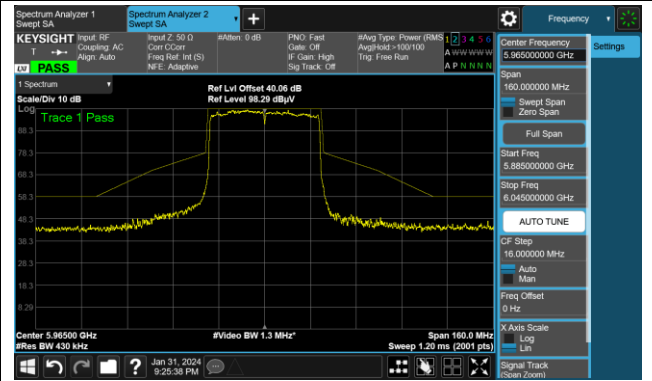 Spectrum Analyzer 1
Swept SA
Spectrum Analyzer 2
Swept SA
Frequency
KEYSIGHT
T
LV PASS
Input: RF
Coupling: AC
Align: Auto
Input Z: 50 Ω
Corr CCorr
Freq Ref: Int (S)
NFE: Adaptive
#Atten: 0 dB
PNO: Fast
Gate: Off
IF Gain: High
Sig Track: Off
#Avg Type: Power (RMS
Avg|Hold:>100/100
Trig: Free Run
1 2 3 4 5 6
A W W W W W
A P N N N N
1 Spectrum
Scale/Div 10 dB
Ref Lvl Offset 40.06 dB
Ref Level 98.29 dBµV
Log
Trace 1 Pass
88.3
78.3
68.3
58.3
48.3
38.3
28.3
18.3
8.29
Center 5.96500 GHz
#Video BW 1.3 MHz*
Span 160.0 MHz
#Res BW 430 kHz
Sweep 1.20 ms (2001 pts)
Jan 31, 2024
9:25:38 PM
Center Frequency
5.965000000 GHz
Settings
Span
160.000000 MHz
Swept Span
Zero Span
Full Span
Start Freq
5.885000000 GHz
Stop Freq
6.045000000 GHz
AUTO TUNE
CF Step
16.000000 MHz
Auto
Man
Freq Offset
0 Hz
X Axis Scale
Log
Lin
Signal Track
(Span Zoom)